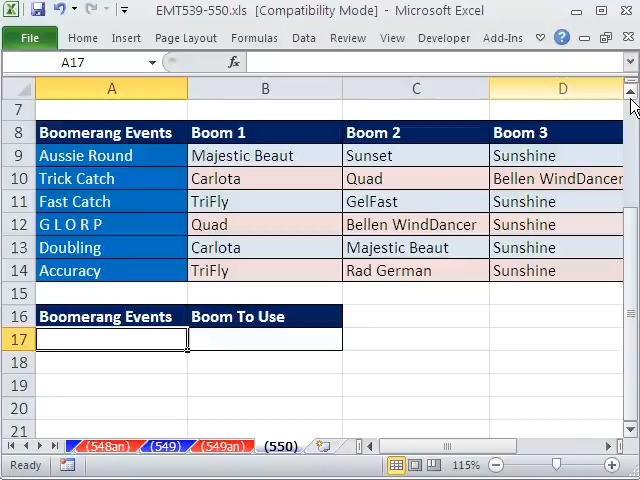 EMT539-550.xls [Compatibility Mode] - Microsoft Excel
File Home Insert Page Layout Formulas Data Review View Developer Add-Ins
A17 fx
A B C D
7
8 Boomerang Events Boom 1 Boom 2 Boom 3
9 Aussie Round Majestic Beaut Sunset Sunshine
10 Trick Catch Carlota Quad Bellen WindDancer
11 Fast Catch TriFly GelFast Sunshine
12 G L O R P Quad Bellen WindDancer Sunshine
13 Doubling Carlota Majestic Beaut Sunshine
14 Accuracy TriFly Rad German Sunshine
15
16 Boomerang Events Boom To Use
17
18
19
20
21
(548an) (549) (549an) (550)
Ready 115%